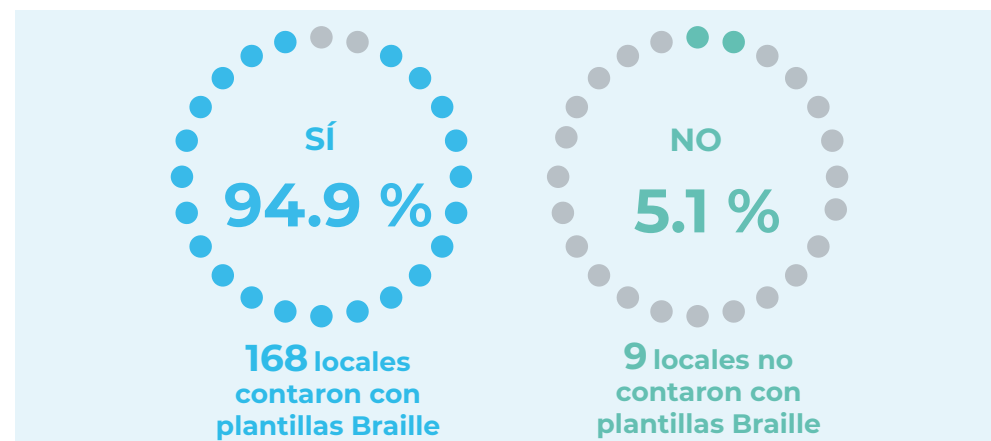 SÍ
94.9 %
168 locales
contaron con
plantillas Braille
NO
5.1 %
9 locales no
contaron con
plantillas Braille